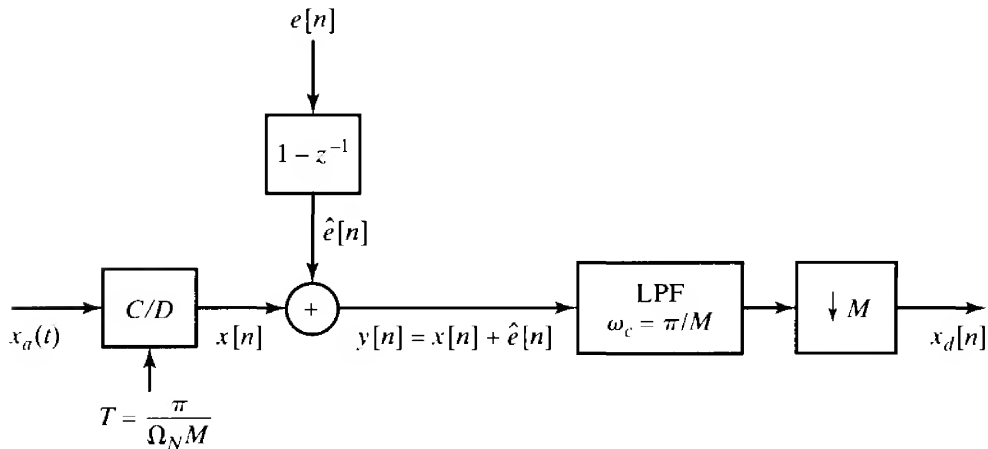 e[n]
1 − z⁻¹
ê[n]
C/D
+
LPF
ω_c = π/M
↓ M
x_a(t)
x[n]
y[n] = x[n] + ê[n]
x_d[n]
T = π / Ω_N M